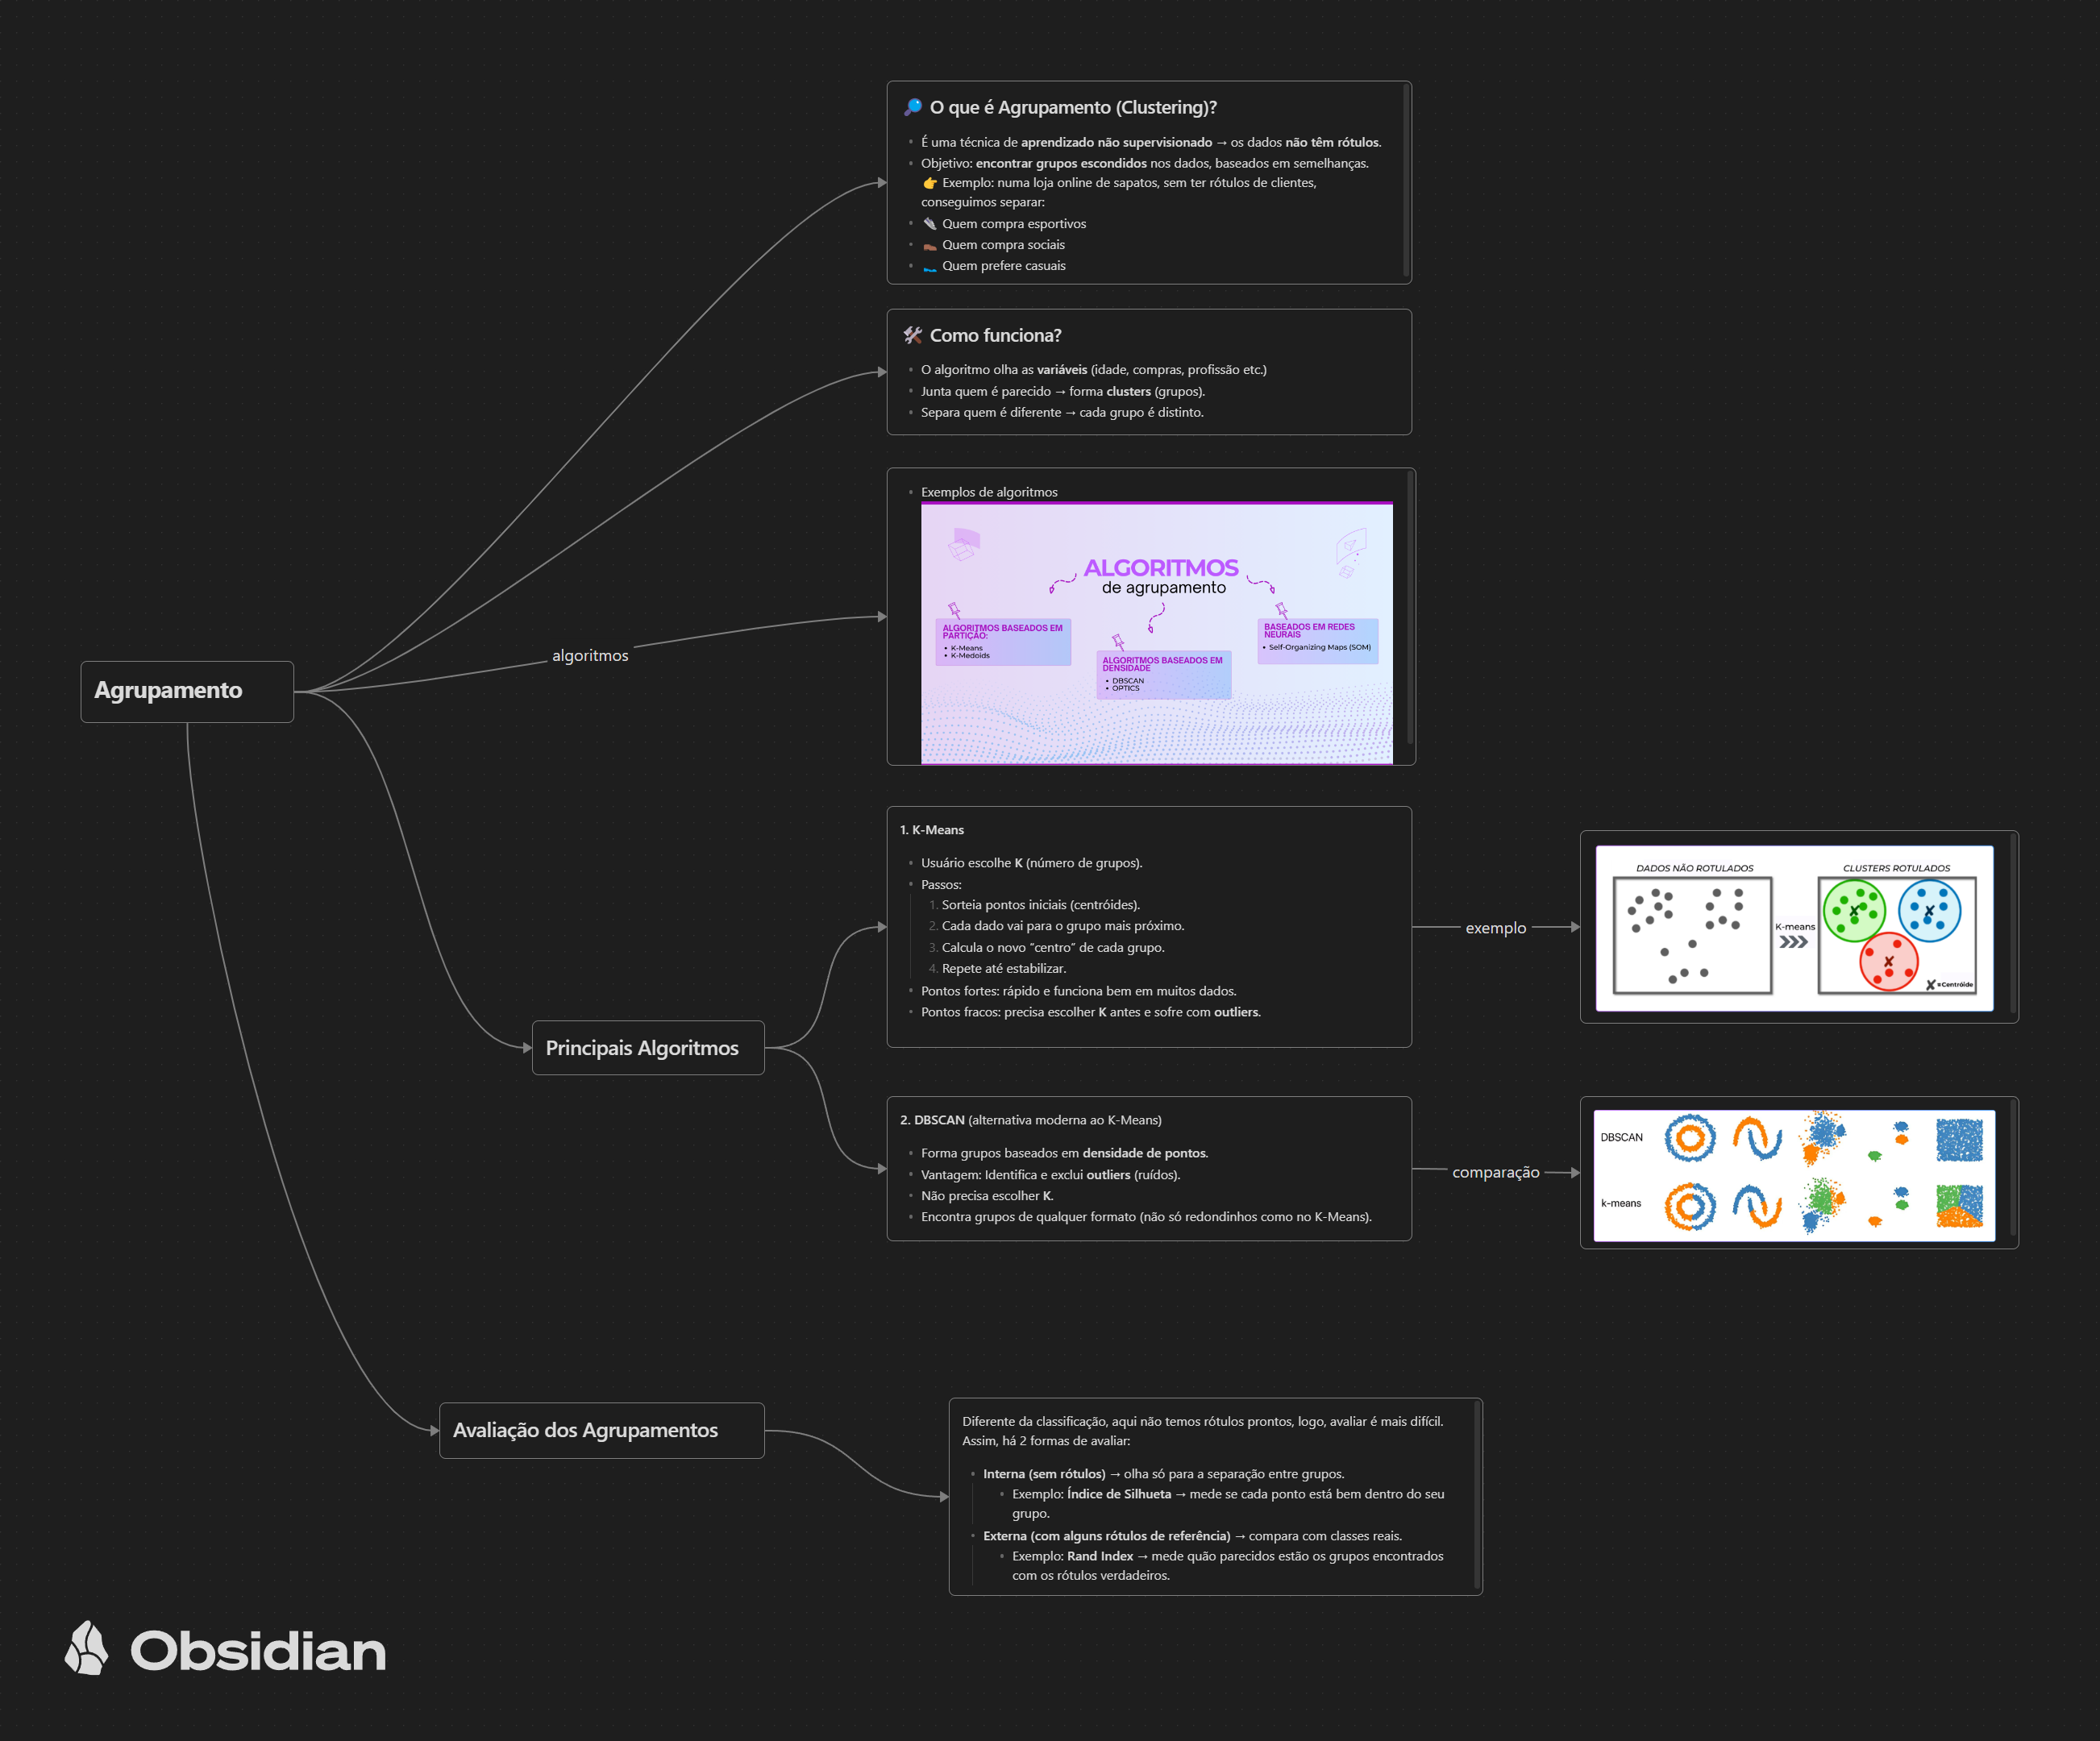 🔎 O que é Agrupamento (Clustering)?
• É uma técnica de aprendizado não supervisionado → os dados não têm rótulos.
• Objetivo: encontrar grupos escondidos nos dados, baseados em semelhanças.
👉 Exemplo: numa loja online de sapatos, sem ter rótulos de clientes,
conseguimos separar:
• Quem compra esportivos
• Quem compra sociais
• Quem prefere casuais
🛠️ Como funciona?
• O algoritmo olha as variáveis (idade, compras, profissão etc.)
• Junta quem é parecido → forma clusters (grupos).
• Separa quem é diferente → cada grupo é distinto.
• Exemplos de algoritmos
ALGORITMOS
de agrupamento
ALGORITMOS BASEADOS EM
PARTIÇÃO:
• K-Means
• K-Medoids
ALGORITMOS BASEADOS EM
DENSIDADE
• DBSCAN
• OPTICS
BASEADOS EM REDES
NEURAIS
• Self-Organizing Maps (SOM)
algoritmos
Agrupamento
Principais Algoritmos
1. K-Means
• Usuário escolhe K (número de grupos).
• Passos:
1. Sorteia pontos iniciais (centróides).
2. Cada dado vai para o grupo mais próximo.
3. Calcula o novo “centro” de cada grupo.
4. Repete até estabilizar.
• Pontos fortes: rápido e funciona bem em muitos dados.
• Pontos fracos: precisa escolher K antes e sofre com outliers.
exemplo
DADOS NÃO ROTULADOS
K-means
CLUSTERS ROTULADOS
✘=Centróide
2. DBSCAN (alternativa moderna ao K-Means)
• Forma grupos baseados em densidade de pontos.
• Vantagem: Identifica e exclui outliers (ruídos).
• Não precisa escolher K.
• Encontra grupos de qualquer formato (não só redondinhos como no K-Means).
comparação
DBSCAN
k-means
Avaliação dos Agrupamentos
Diferente da classificação, aqui não temos rótulos prontos, logo, avaliar é mais difícil.
Assim, há 2 formas de avaliar:
• Interna (sem rótulos) → olha só para a separação entre grupos.
• Exemplo: Índice de Silhueta → mede se cada ponto está bem dentro do seu
grupo.
• Externa (com alguns rótulos de referência) → compara com classes reais.
• Exemplo: Rand Index → mede quão parecidos estão os grupos encontrados
com os rótulos verdadeiros.
Obsidian